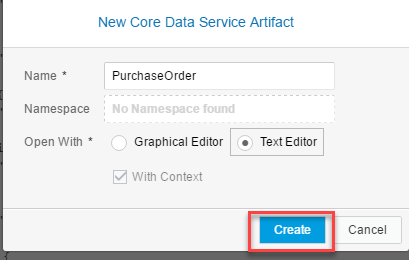 New Core Data Service Artifact
Name *
PurchaseOrder
Namespace
No Namespace found
Open With *
Graphical Editor
Text Editor
With Context
Create
Cancel
{